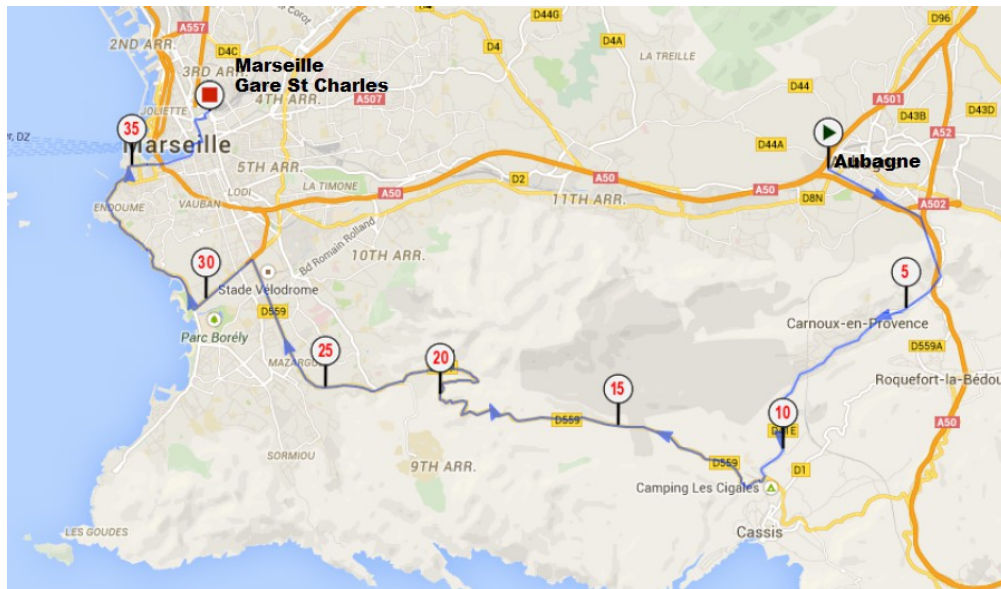 D44G
D96
A557
A50
2ND ARR.
D4C
D4
D4A
LA TREILLE
3RD ARR.
Marseille
Gare St Charles
4TH ARR.
A507
D44
A501
D43B
D43D
JOLIETTE
35
Marseille
er, DZ
A52
D44A
Aubagne
5TH ARR.
A50
D2
A50
A50
LA TIMONE
LODI
VAUBAN
ENDOUME
11TH ARR.
D8N
A502
Bd Romain Rolland
10TH ARR.
30
5
Stade Vélodrome
D559
Carnoux-en-Provence
Parc Borély
20
25
MAZARGUES
D559A
Roquefort-la-Bédou
15
10
D559
A50
SORMIOU
9TH ARR.
D559
D1
Camping Les Cigales
LES GOUDES
Cassis